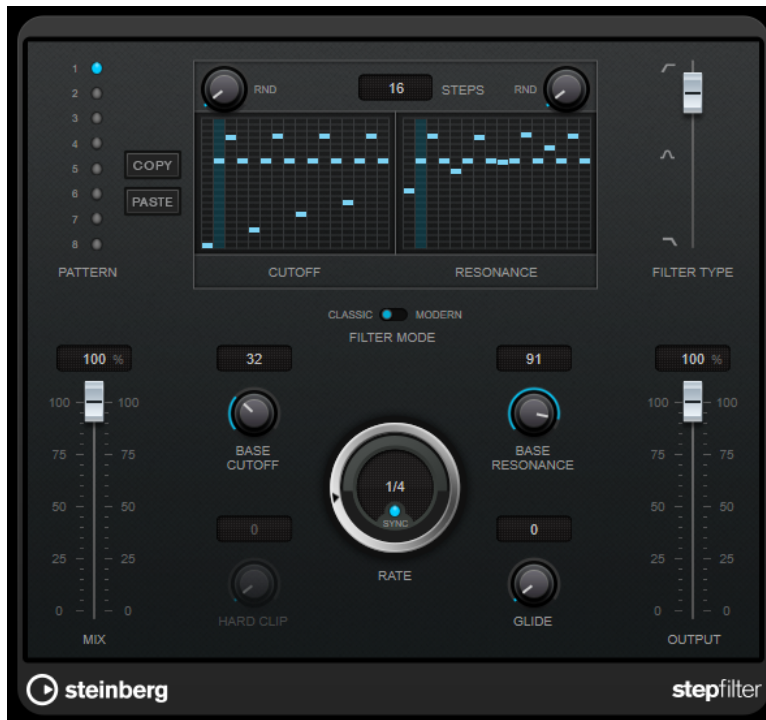 1
2
3
4
5
6
7
8
PATTERN
COPY
PASTE
RND
16 STEPS
RND
CUTOFF
RESONANCE
FILTER TYPE
CLASSIC MODERN
FILTER MODE
100 %
32
91
100 %
100 100
75 75
50 50
25 25
0 0
MIX
BASE
CUTOFF
0
HARD CLIP
1/4
SYNC
RATE
BASE
RESONANCE
0
GLIDE
100 100
75 75
50 50
25 25
0 0
OUTPUT
steinberg
stepfilter